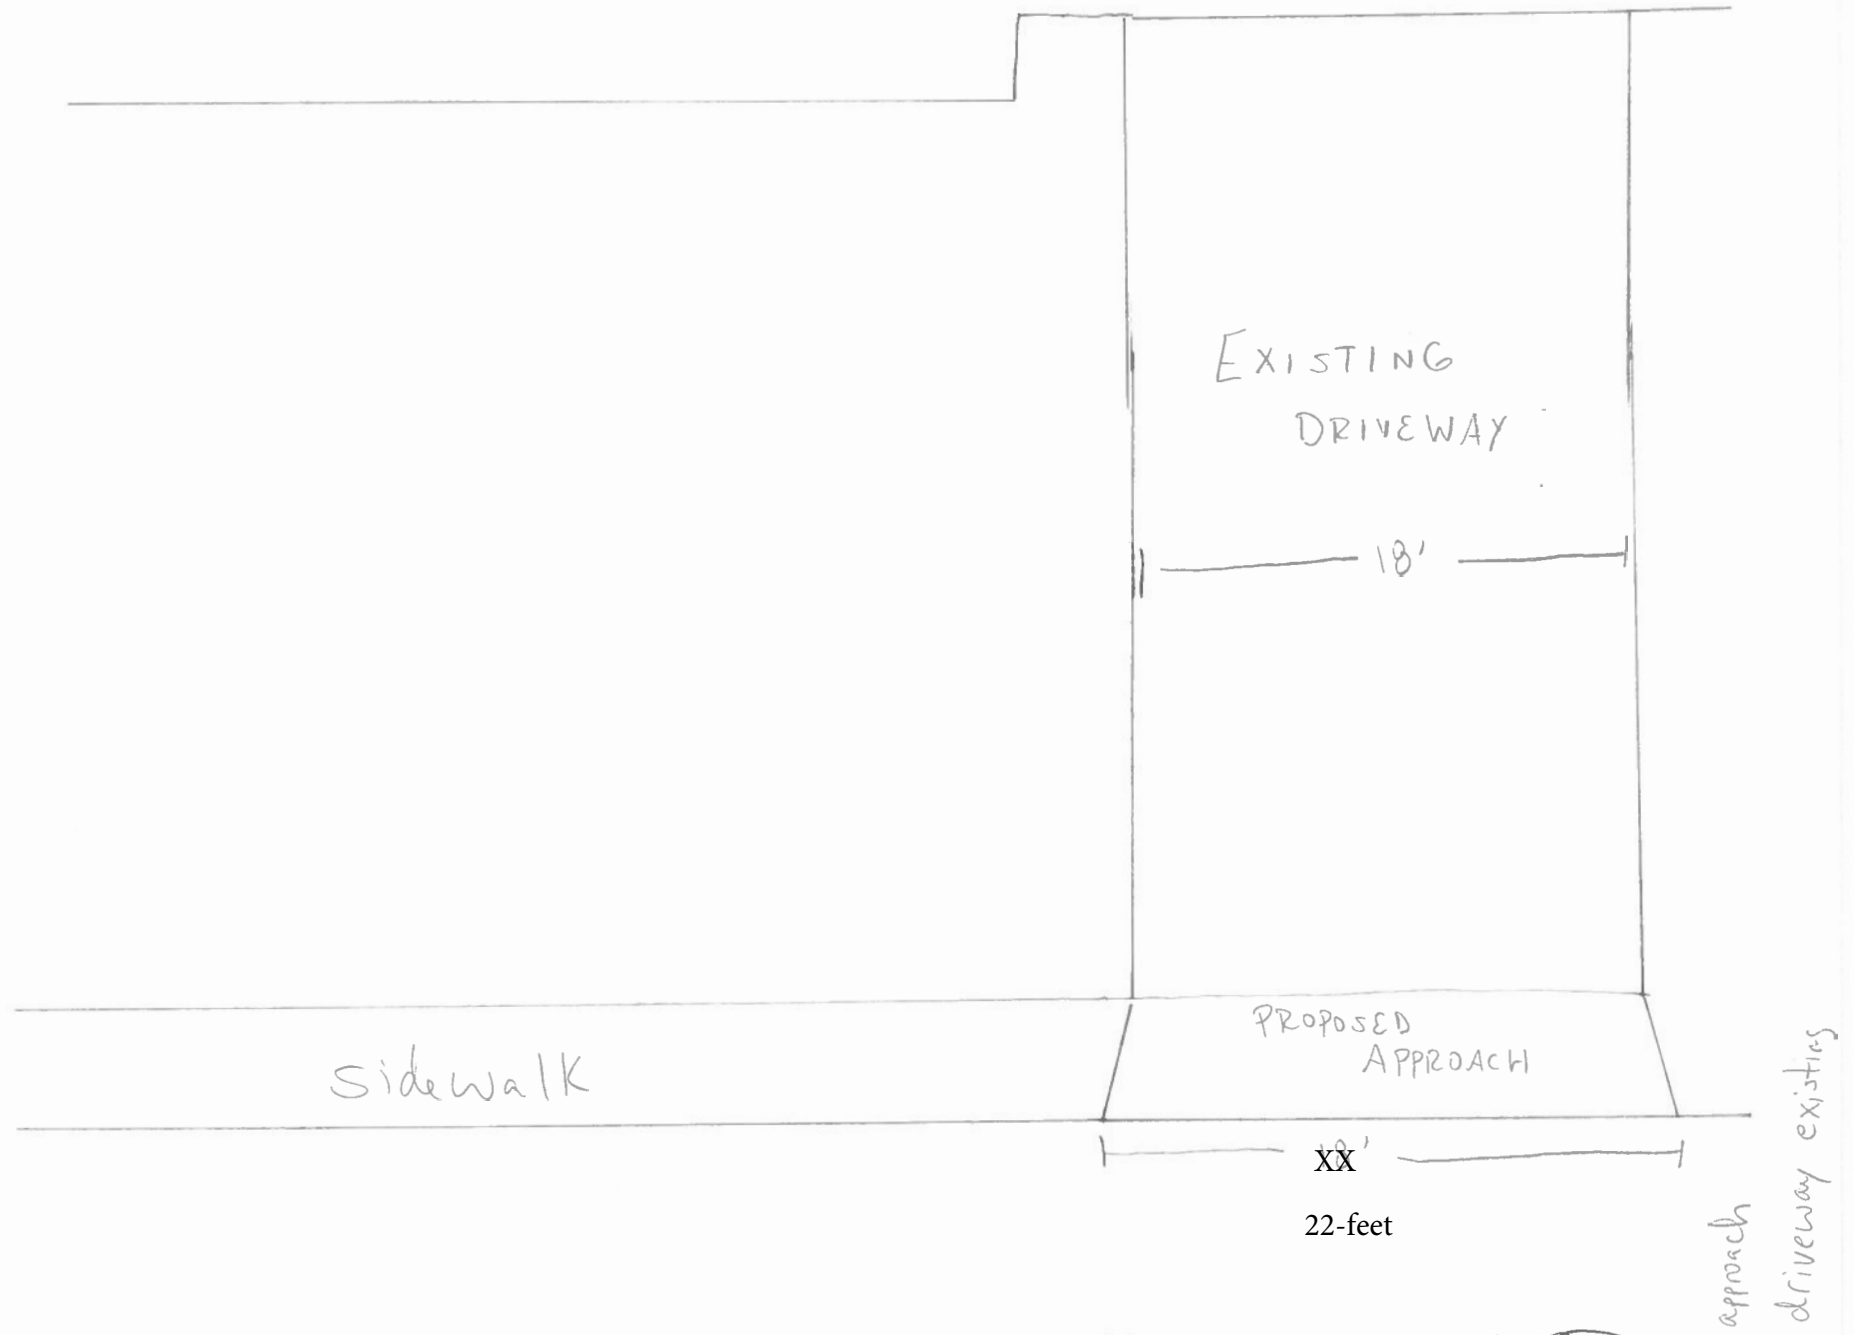 EXISTING
DRIVEWAY
18'
PROPOSED
APPROACH
Sidewalk
XX'
22-feet
approach
driveway existing